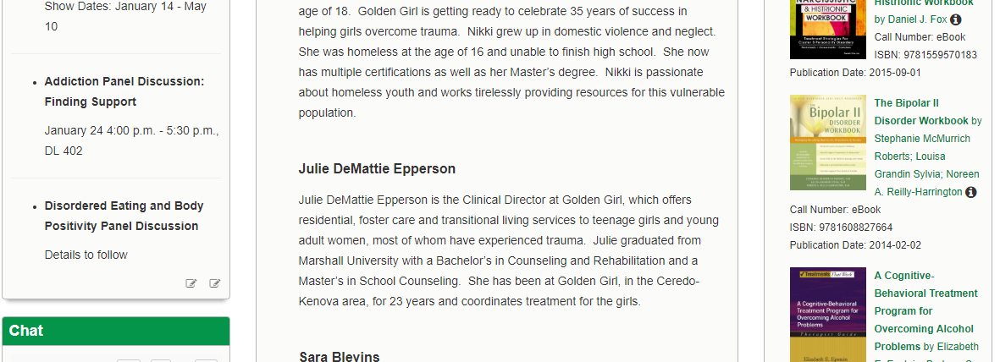 Show Dates: January 14 - May
10
Addiction Panel Discussion:
Finding Support
January 24 4:00 p.m. - 5:30 p.m.,
DL 402
Disordered Eating and Body
Positivity Panel Discussion
Details to follow
Chat
age of 18.  Golden Girl is getting ready to celebrate 35 years of success in
helping girls overcome trauma.  Nikki grew up in domestic violence and neglect.
She was homeless at the age of 16 and unable to finish high school.  She now
has multiple certifications as well as her Master's degree.  Nikki is passionate
about homeless youth and works tirelessly providing resources for this vulnerable
population.
Julie DeMattie Epperson
Julie DeMattie Epperson is the Clinical Director at Golden Girl, which offers
residential, foster care and transitional living services to teenage girls and young
adult women, most of whom have experienced trauma.  Julie graduated from
Marshall University with a Bachelor's in Counseling and Rehabilitation and a
Master's in School Counseling.  She has been at Golden Girl, in the Ceredo-
Kenova area, for 23 years and coordinates treatment for the girls.
Sara Blevins
& HISTRIONIC
WORKBOOK
Histrionic Workbook
by Daniel J. Fox
Call Number: eBook
ISBN: 9781559570183
Publication Date: 2015-09-01
Bipolar II
DISORDER
WORKBOOK
The Bipolar II
Disorder Workbook by
Stephanie McMurrich
Roberts; Louisa
Grandin Sylvia; Noreen
A. Reilly-Harrington
Call Number: eBook
ISBN: 9781608827664
Publication Date: 2014-02-02
Treatments That Work
A Cognitive-Behavioral
Treatment Program for
Overcoming Alcohol
Problems
Therapist Guide
Elizabeth E. Epstein
A Cognitive-
Behavioral Treatment
Program for
Overcoming Alcohol
Problems by Elizabeth